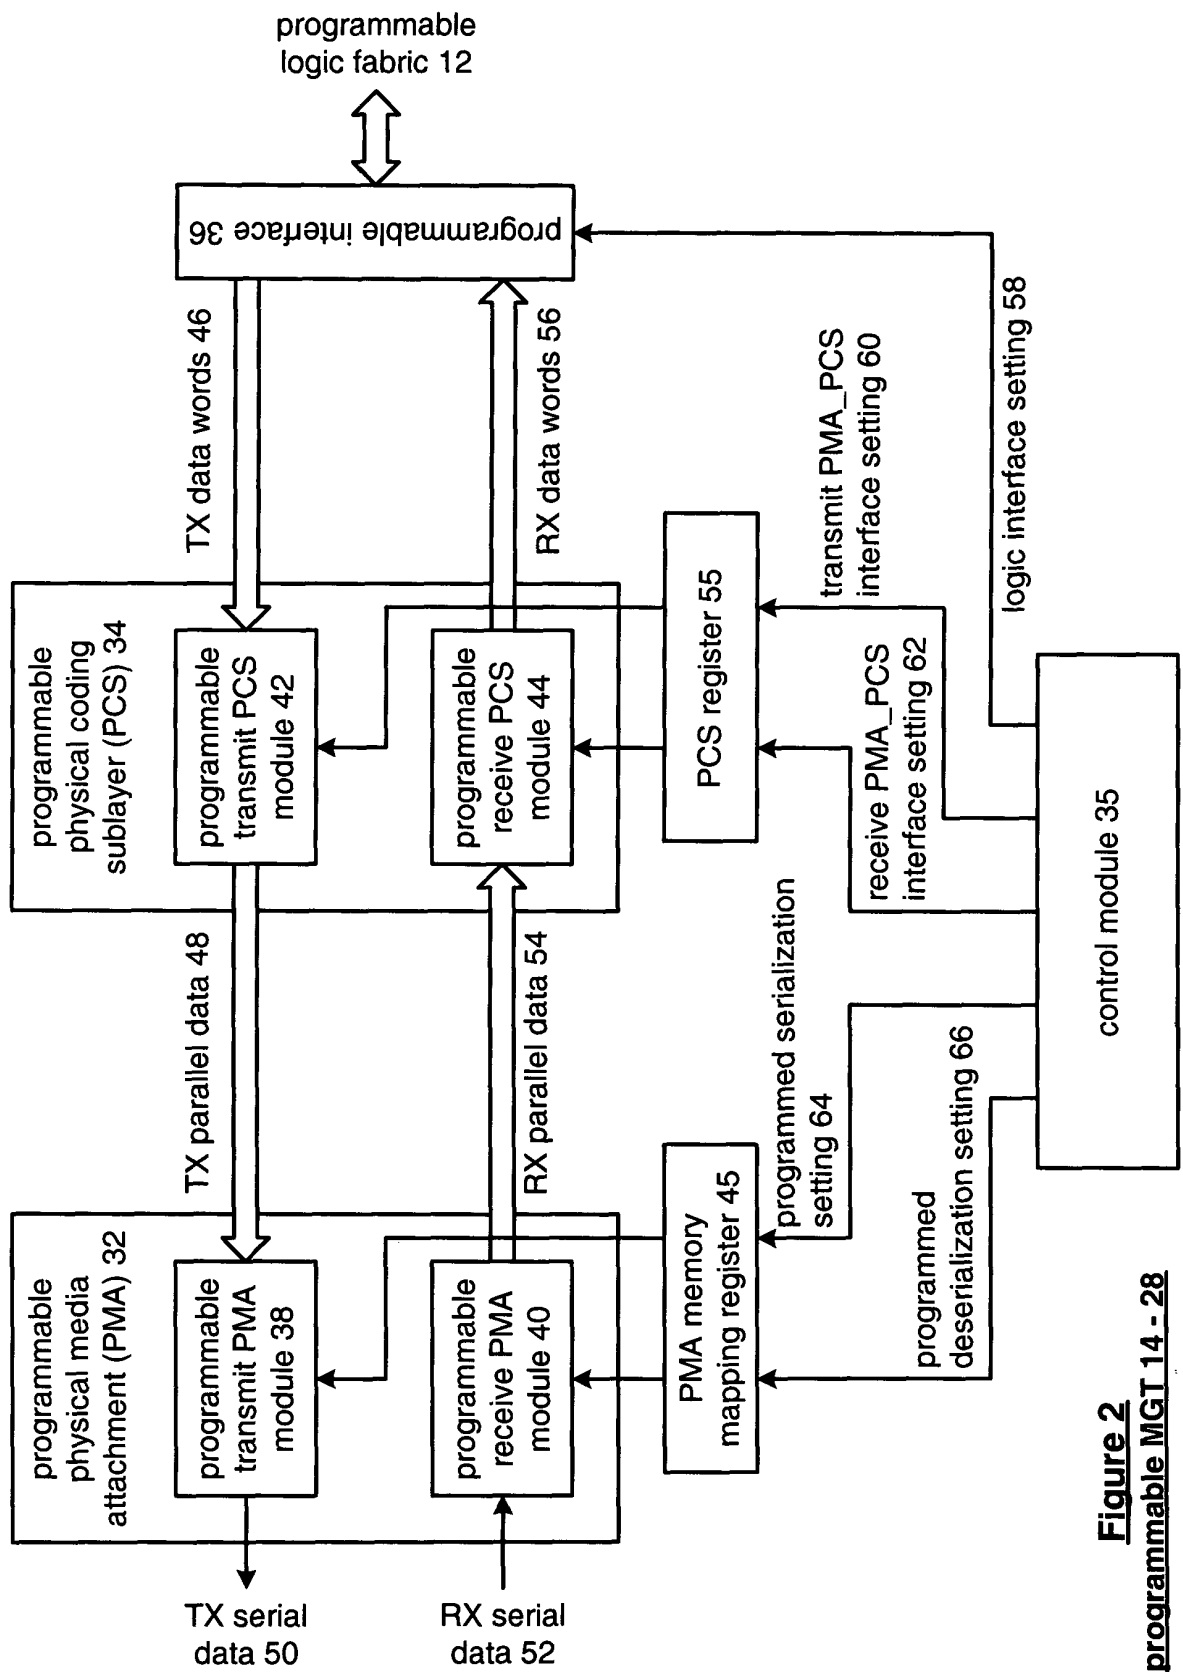 programmable
logic fabric 12
programmable interface 36
TX data words 46
RX data words 56
programmable
physical coding
sublayer (PCS) 34
programmable
transmit PCS
module 42
programmable
receive PCS
module 44
PCS register 55
transmit PMA_PCS
interface setting 60
receive PMA_PCS
interface setting 62
logic interface setting 58
TX parallel data 48
RX parallel data 54
programmable
physical media
attachment (PMA) 32
programmable
transmit PMA
module 38
programmable
receive PMA
module 40
PMA memory
mapping register 45
programmed serialization
setting 64
programmed
deserialization setting 66
control module 35
TX serial
data 50
RX serial
data 52
Figure 2
programmable MGT 14 - 28